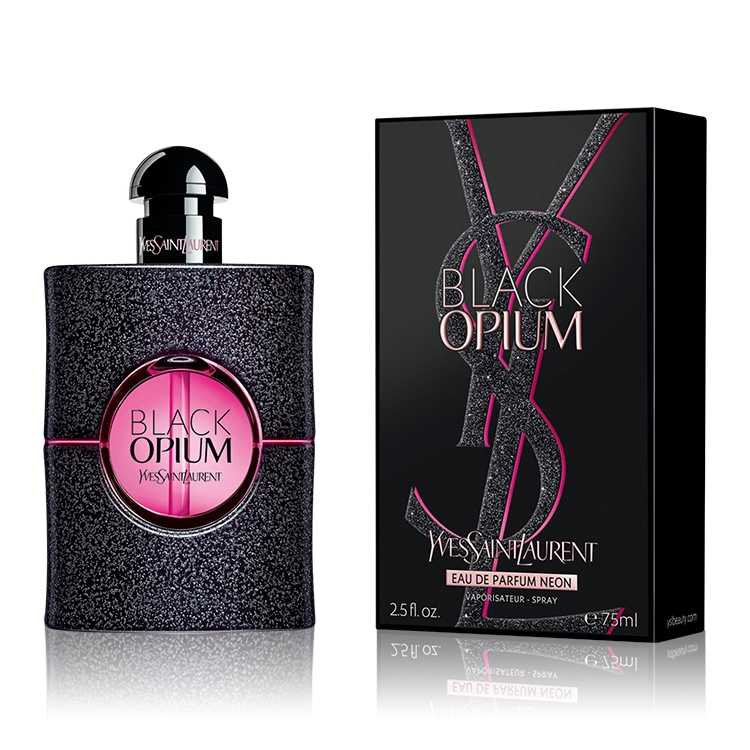 YVESSAINTLAURENT
BLACK
OPIUM
YVESSAINTLAURENT
YSL
BLACK
OPIUM
YVESSAINTLAURENT
EAU DE PARFUM NEON
VAPORISATEUR - SPRAY
2.5 fl. oz. ℮ 75ml
yslbeauty.com